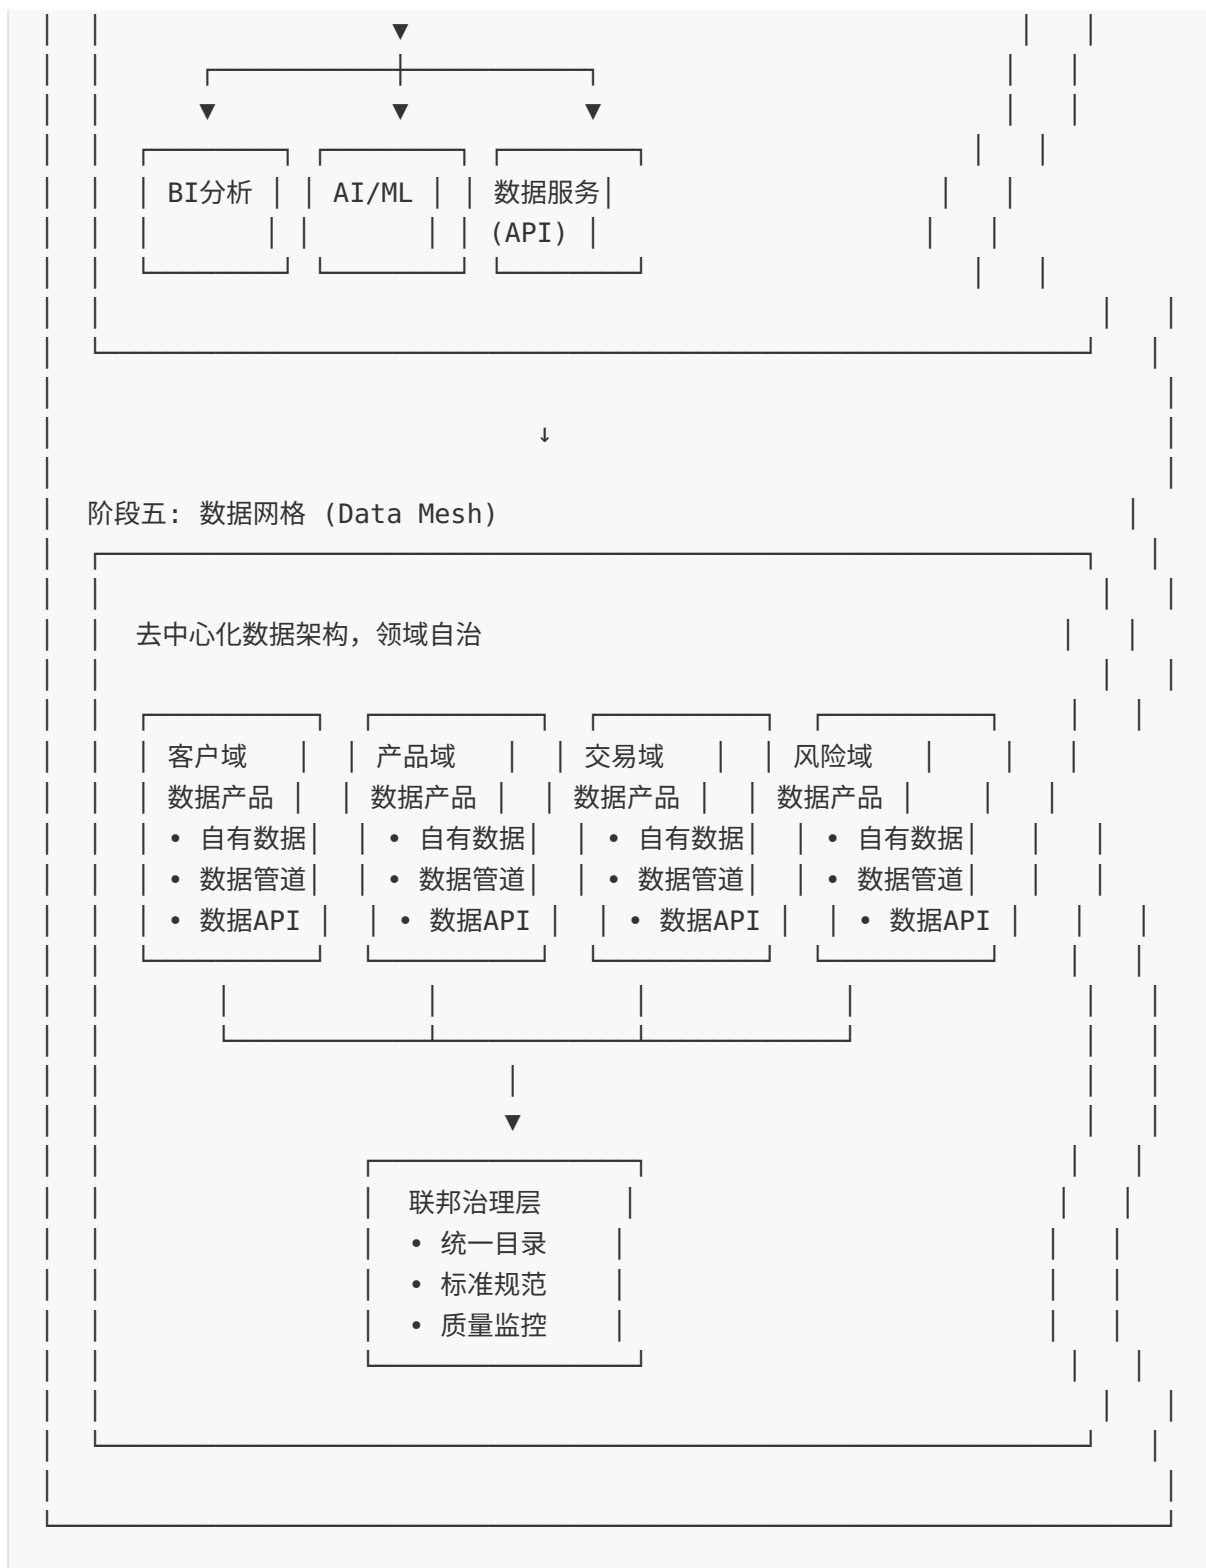 BI分析 AI/ML 数据服务
(API)
↓
阶段五: 数据网格 (Data Mesh)
去中心化数据架构，领域自治
客户域 产品域 交易域 风险域
数据产品 数据产品 数据产品 数据产品
• 自有数据 • 自有数据 • 自有数据 • 自有数据
• 数据管道 • 数据管道 • 数据管道 • 数据管道
• 数据API • 数据API • 数据API • 数据API
联邦治理层
• 统一目录
• 标准规范
• 质量监控